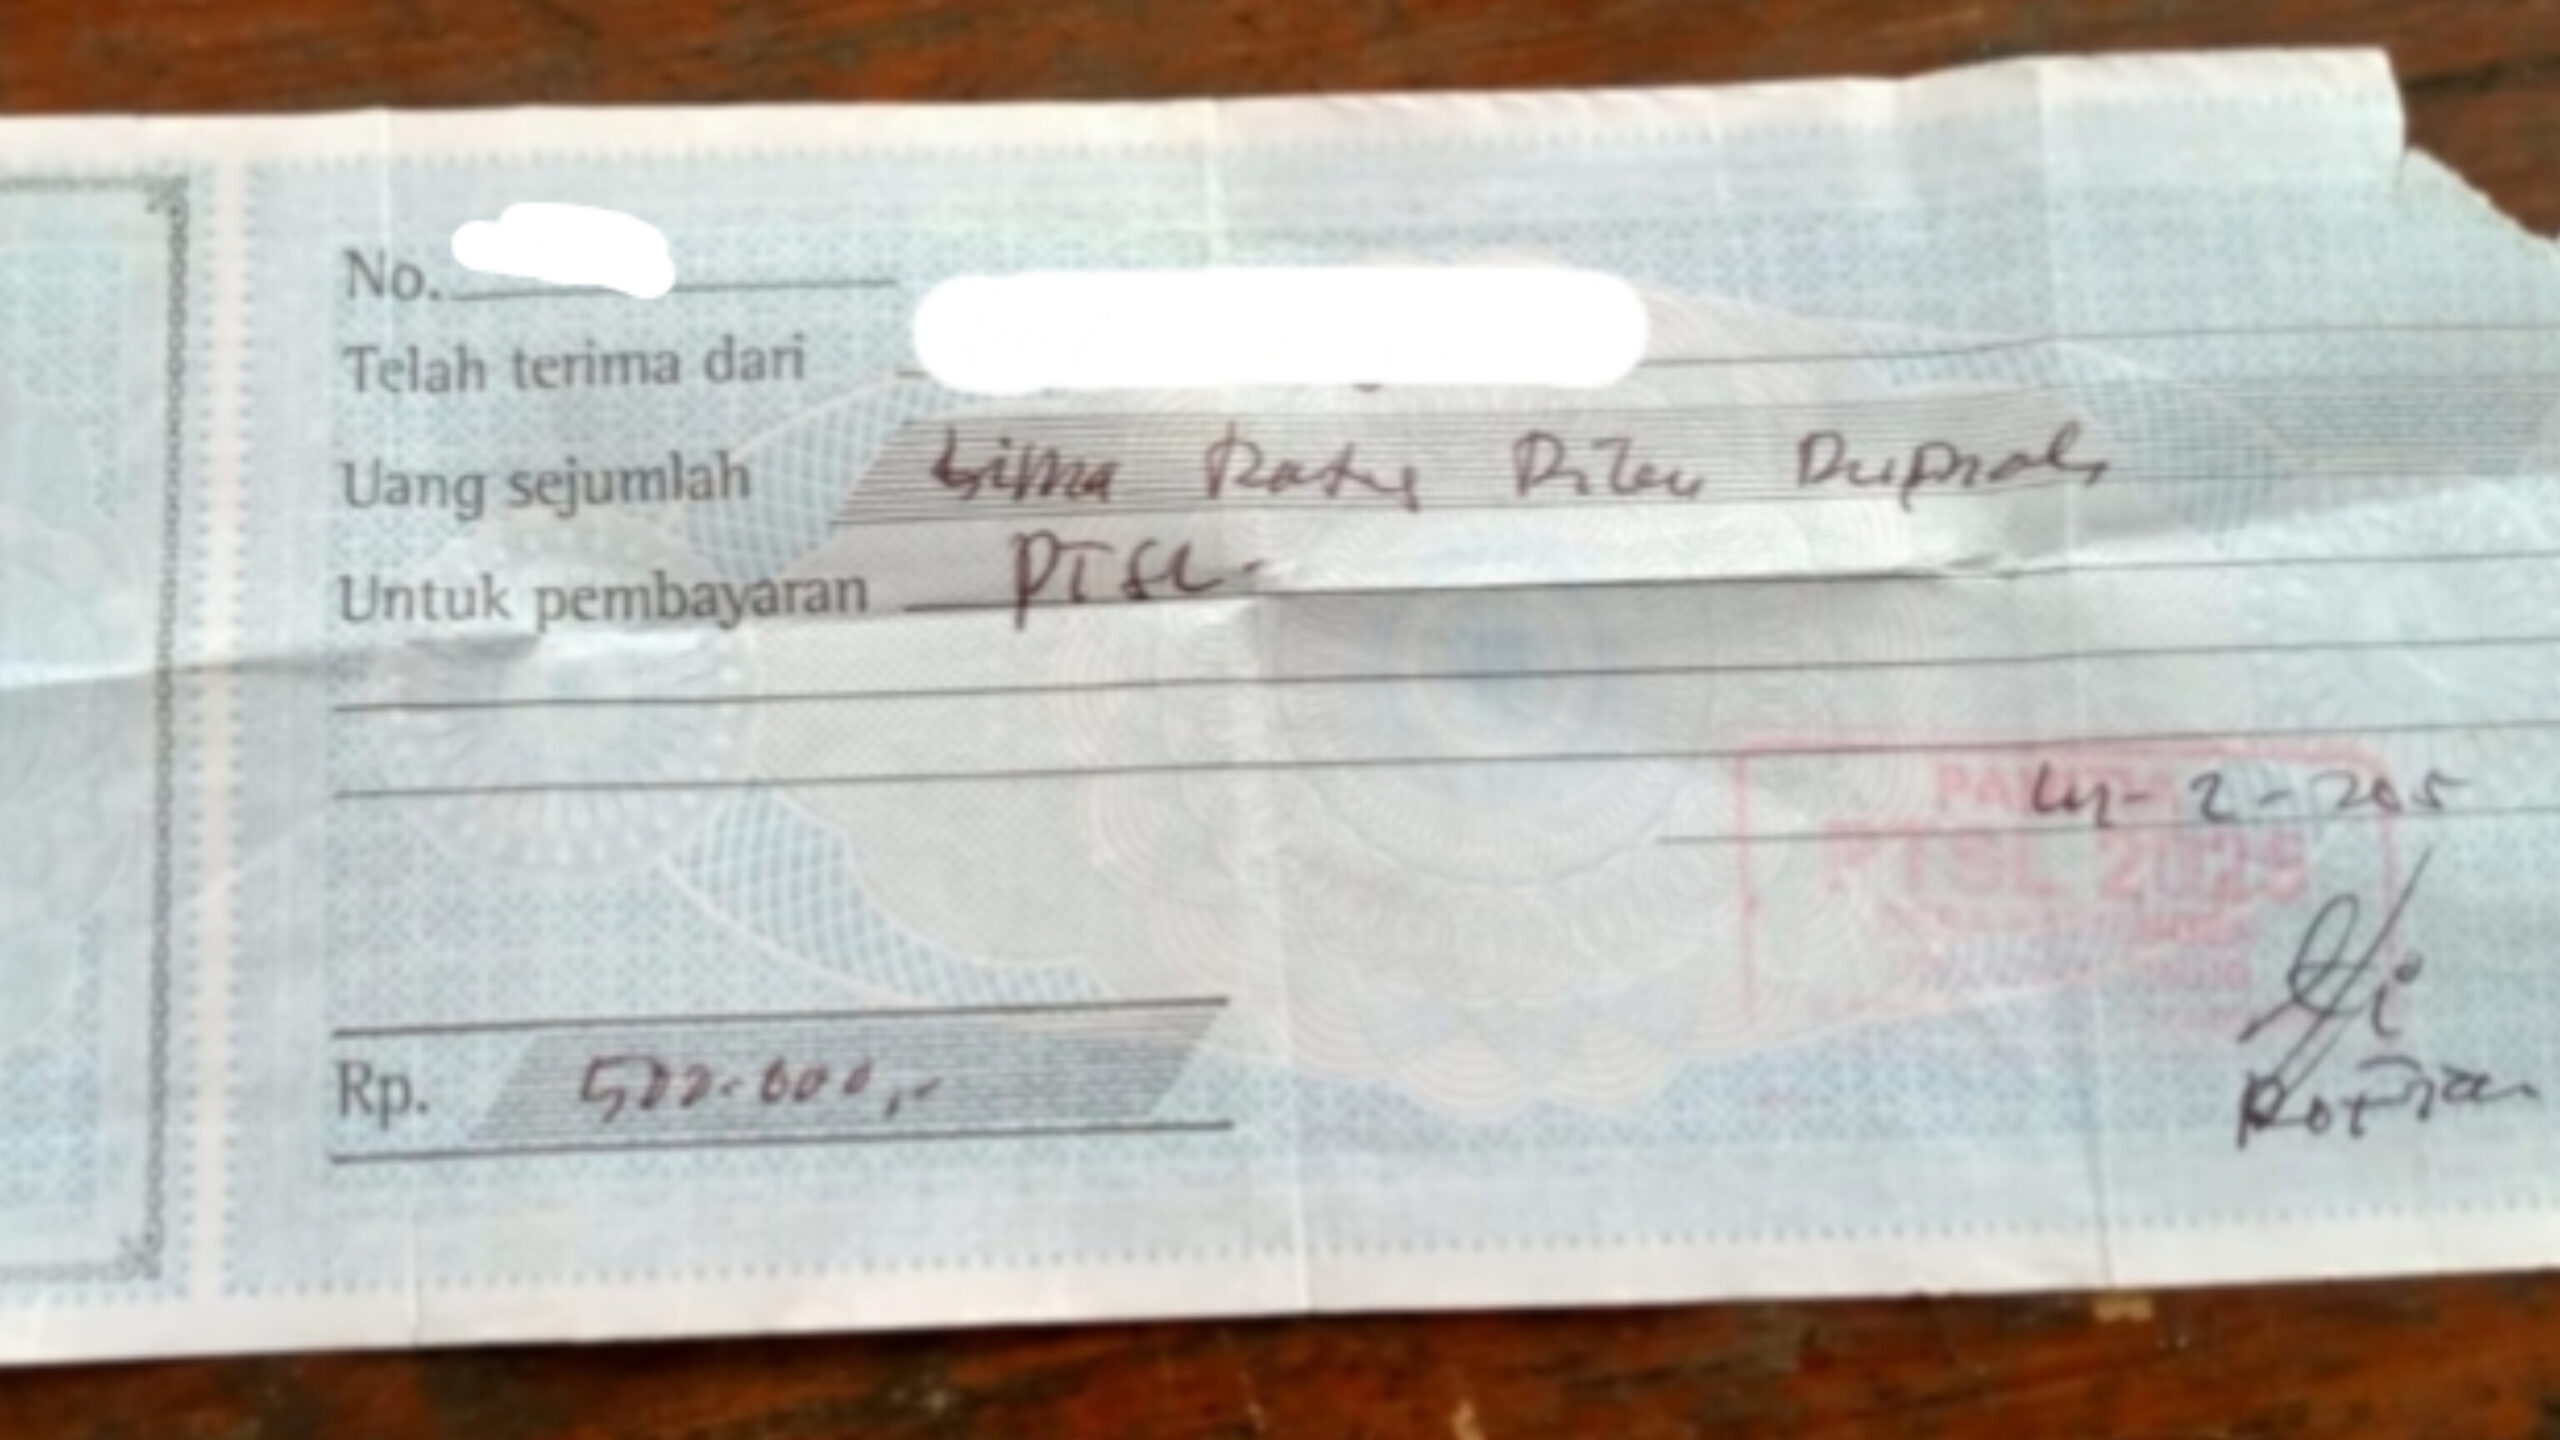 No.
Telah terima dari
Uang sejumlah Lima Ratus Ribu Rupiah
Untuk pembayaran PTSL.
PTSL 2025
Rp. 500.000,-